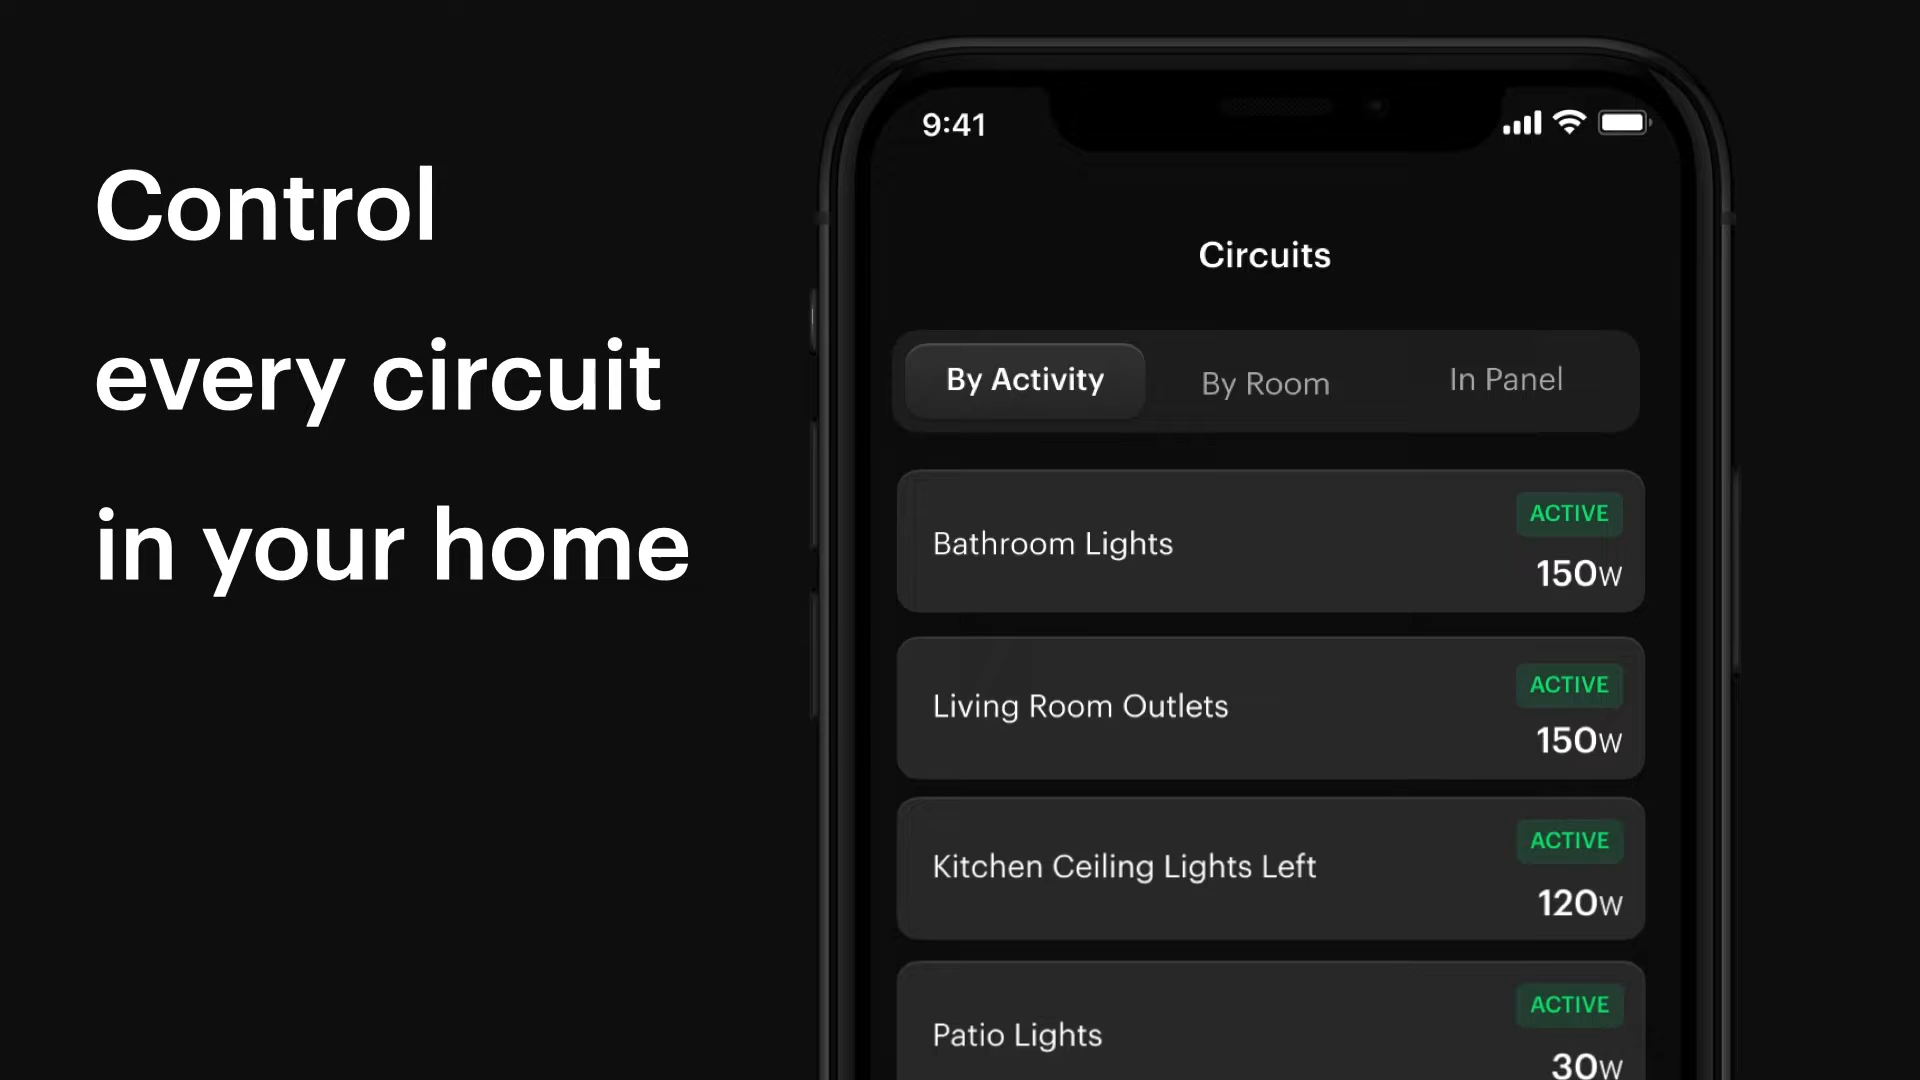 Control
every circuit
in your home
9:41
Circuits
By Activity By Room In Panel
ACTIVE
Bathroom Lights
150W
ACTIVE
Living Room Outlets
150W
ACTIVE
Kitchen Ceiling Lights Left
120W
ACTIVE
Patio Lights
30W